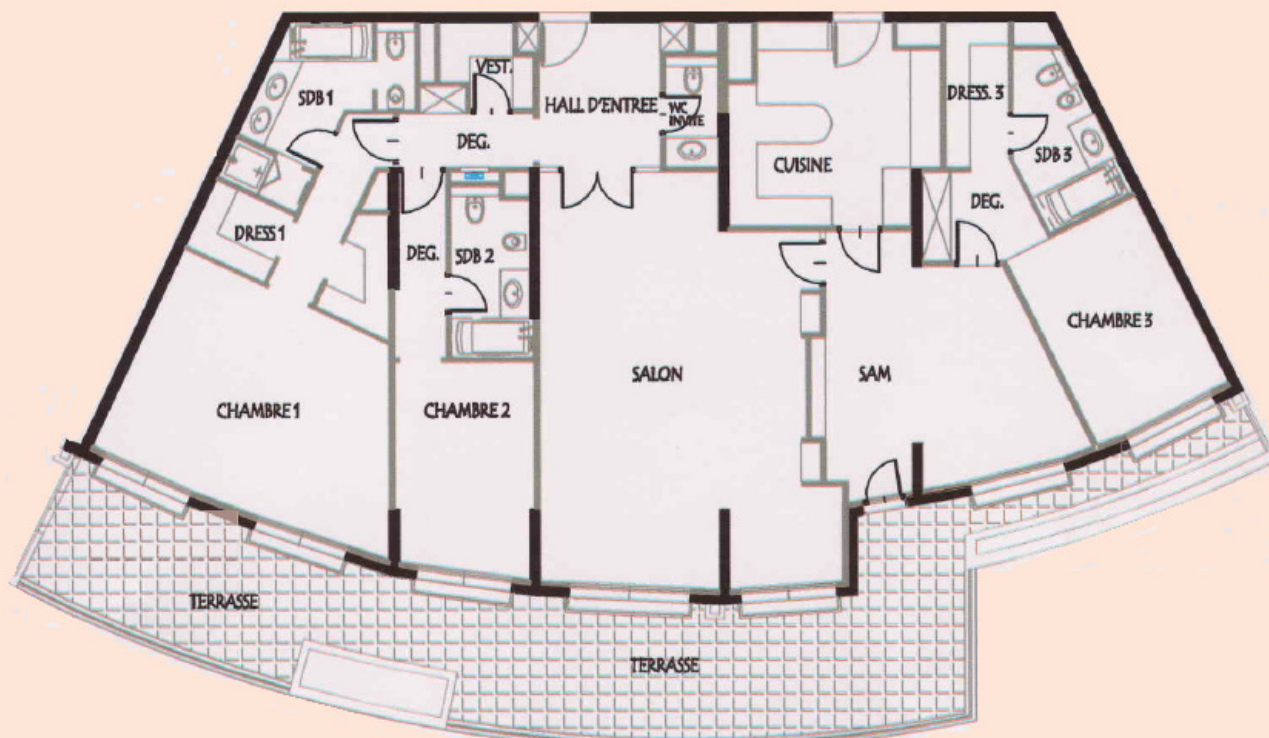 VEST.
SDB 1
HALL D'ENTREE
WC
INVITE
DRESS. 3
DEG.
SDB 3
CUISINE
DEG.
DRESS 1
DEG.
SDB 2
CHAMBRE 3
SALON
SAM
CHAMBRE 1
CHAMBRE 2
TERRASSE
TERRASSE